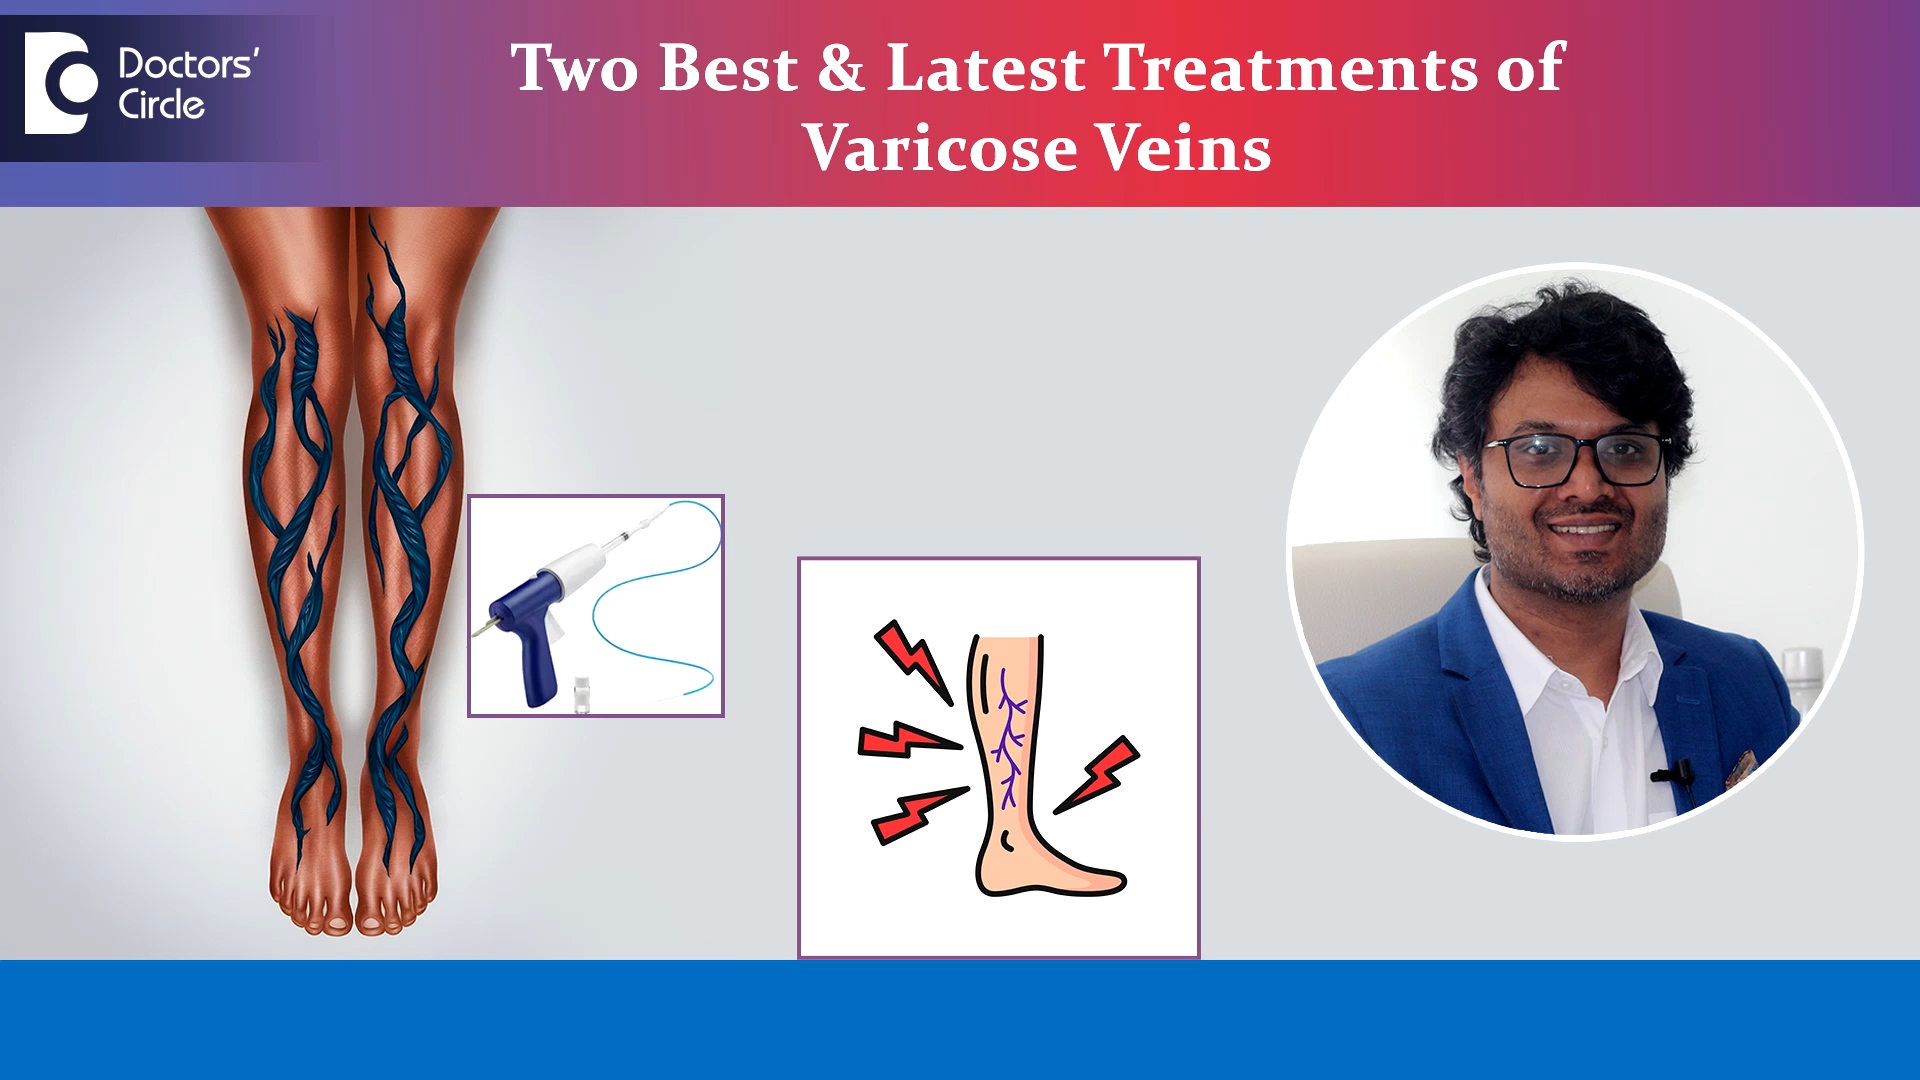 Doctors'
Circle
Two Best & Latest Treatments of
Varicose Veins